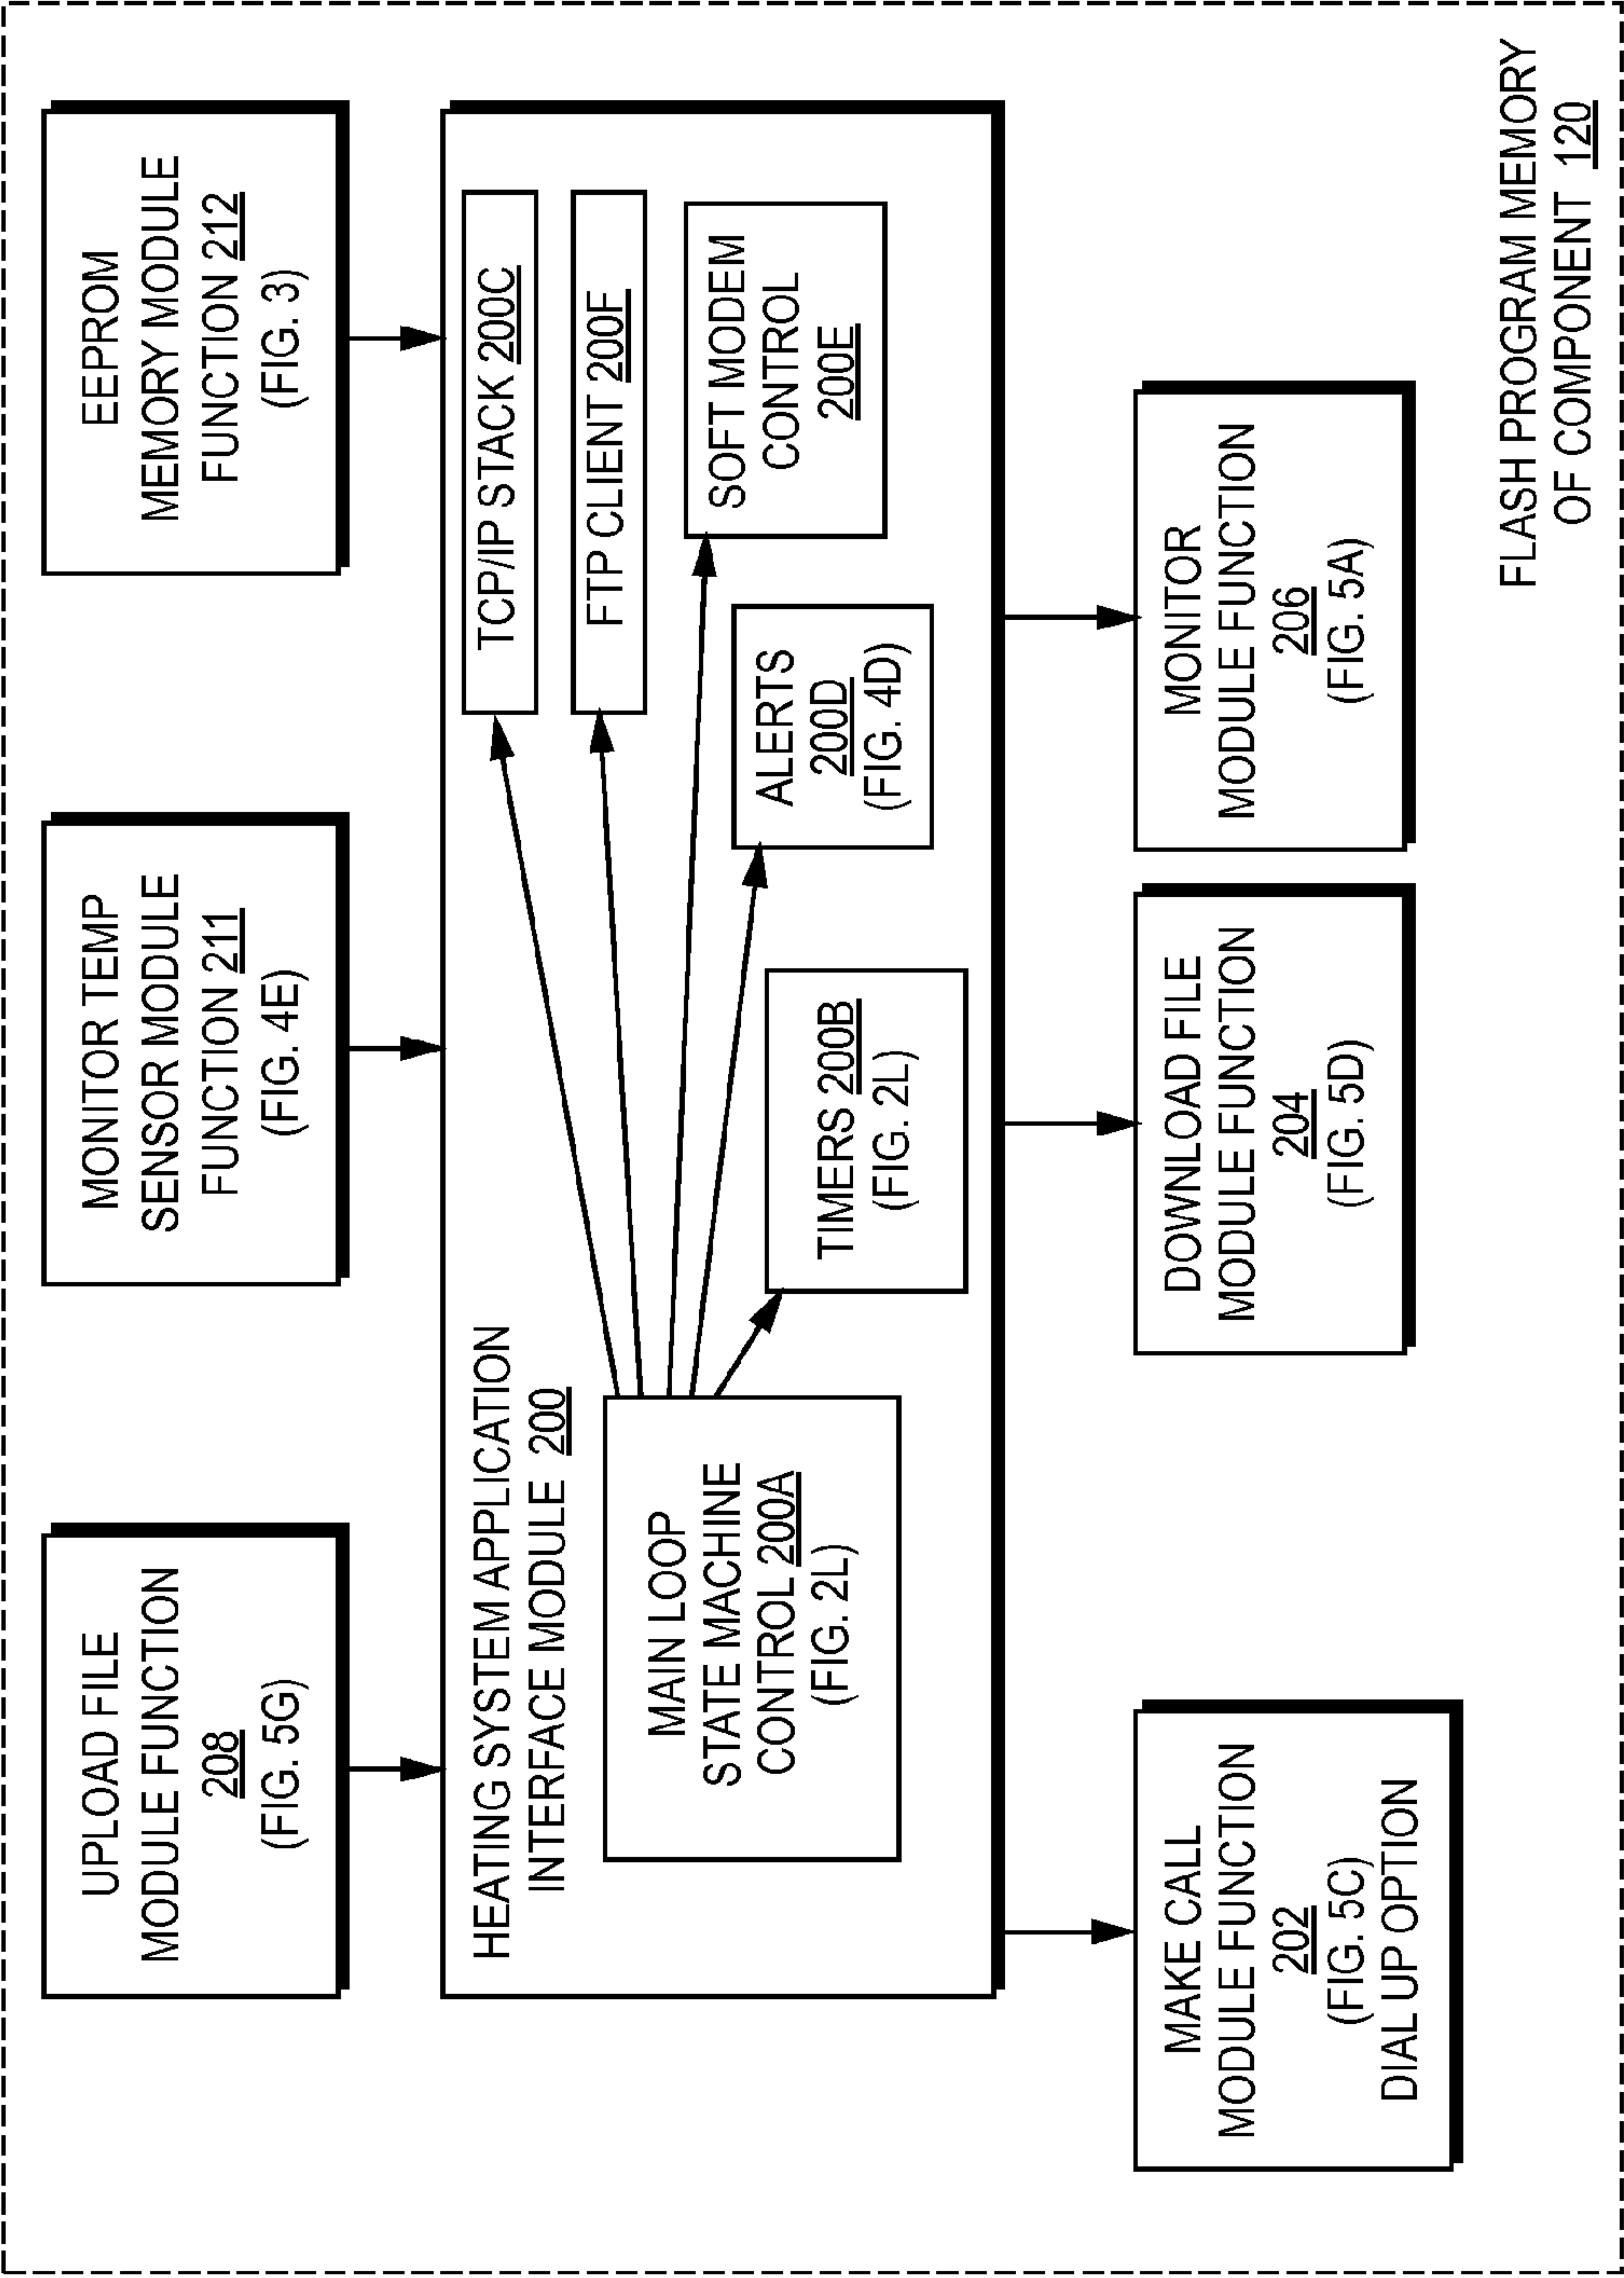 UPLOAD FILE
MODULE FUNCTION
208
(FIG. 5G)
MONITOR TEMP
SENSOR MODULE
FUNCTION 211
(FIG. 4E)
EEPROM
MEMORY MODULE
FUNCTION 212
(FIG. 3)
HEATING SYSTEM APPLICATION
INTERFACE MODULE 200
MAIN LOOP
STATE MACHINE
CONTROL 200A
(FIG. 2L)
TCP/IP STACK 200C
FTP CLIENT 200F
SOFT MODEM
CONTROL
200E
ALERTS
200D
(FIG. 4D)
TIMERS 200B
(FIG. 2L)
MAKE CALL
MODULE FUNCTION
202
(FIG. 5C)
DIAL UP OPTION
DOWNLOAD FILE
MODULE FUNCTION
204
(FIG. 5D)
MONITOR
MODULE FUNCTION
206
(FIG. 5A)
FLASH PROGRAM MEMORY
OF COMPONENT 120